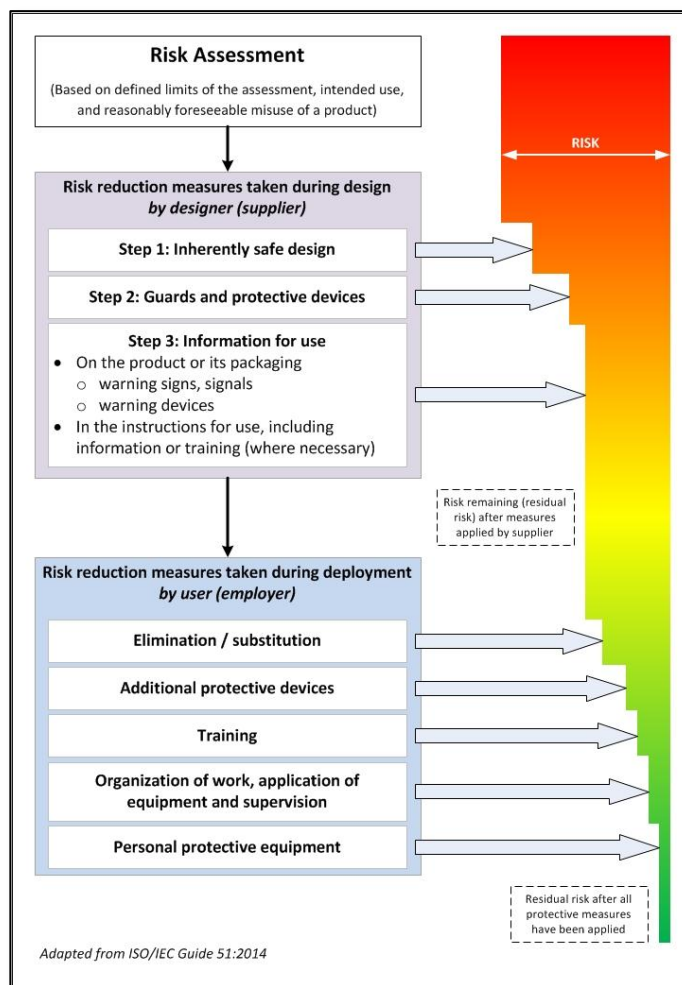 Risk Assessment
(Based on defined limits of the assessment, intended use,
and reasonably foreseeable misuse of a product)
RISK
Risk reduction measures taken during design
by designer (supplier)
Step 1: Inherently safe design
Step 2: Guards and protective devices
Step 3: Information for use
• On the product or its packaging
o warning signs, signals
o warning devices
• In the instructions for use, including
information or training (where necessary)
Risk remaining (residual
risk) after measures
applied by supplier
Risk reduction measures taken during deployment
by user (employer)
Elimination / substitution
Additional protective devices
Training
Organization of work, application of
equipment and supervision
Personal protective equipment
Residual risk after all
protective measures
have been applied
Adapted from ISO/IEC Guide 51:2014